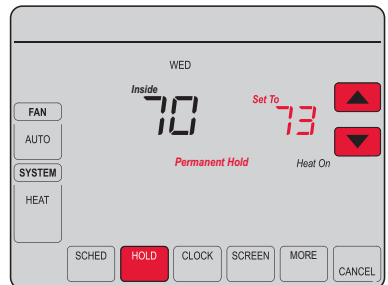 WED
Inside
70
Set To
73
FAN
AUTO
Permanent Hold
Heat On
SYSTEM
HEAT
SCHED
HOLD
CLOCK
SCREEN
MORE
CANCEL